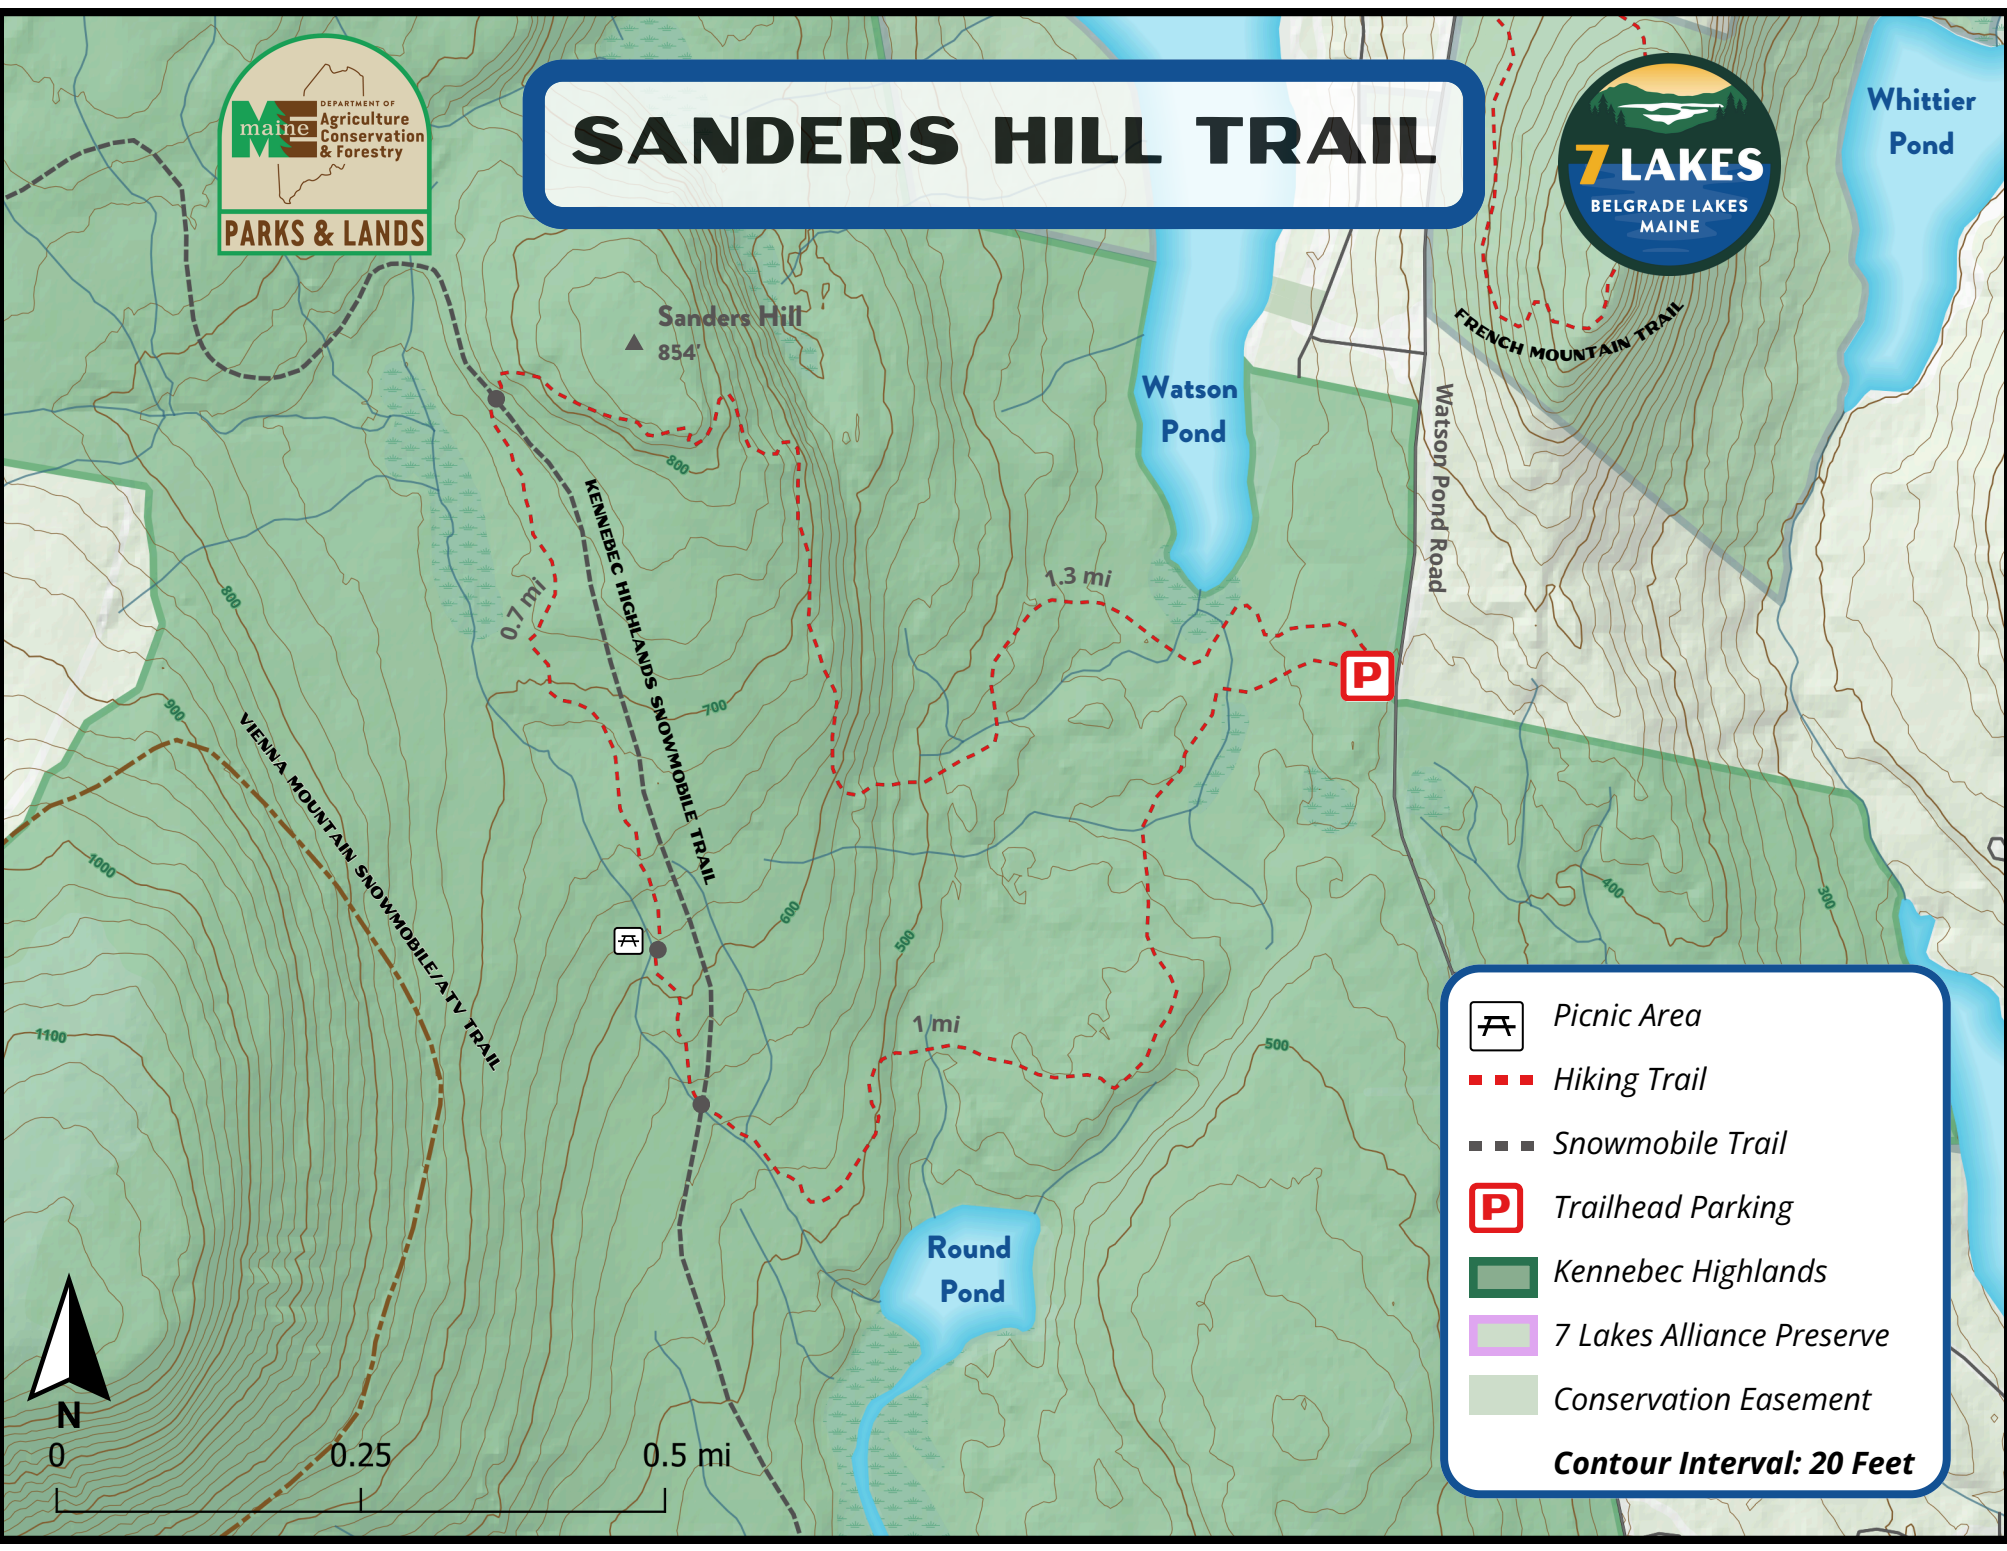 SANDERS HILL TRAIL
maine
ME
DEPARTMENT OF
Agriculture
Conservation
& Forestry
PARKS & LANDS
7 LAKES
BELGRADE LAKES
MAINE
Whittier
Pond
Sanders Hill
854'
FRENCH MOUNTAIN TRAIL
Watson
Pond
Watson Pond Road
800
KENNEBEC HIGHLANDS SNOWMOBILE TRAIL
0.7 mi
1.3 mi
800
P
900
700
VIENNA MOUNTAIN SNOWMOBILE/ATV TRAIL
1000
600
500
400
300
1100
1 mi
500
Round
Pond
Picnic Area
Hiking Trail
Snowmobile Trail
P
Trailhead Parking
Kennebec Highlands
7 Lakes Alliance Preserve
Conservation Easement
Contour Interval: 20 Feet
N
0
0.25
0.5 mi